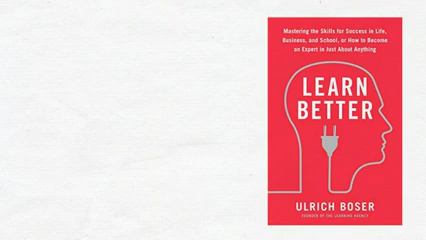 Mastering the Skills for Success in Life,
Business, and School, or How to Become
an Expert in Just About Anything
LEARN
BETTER
ULRICH BOSER
FOUNDER OF THE LEARNING AGENCY